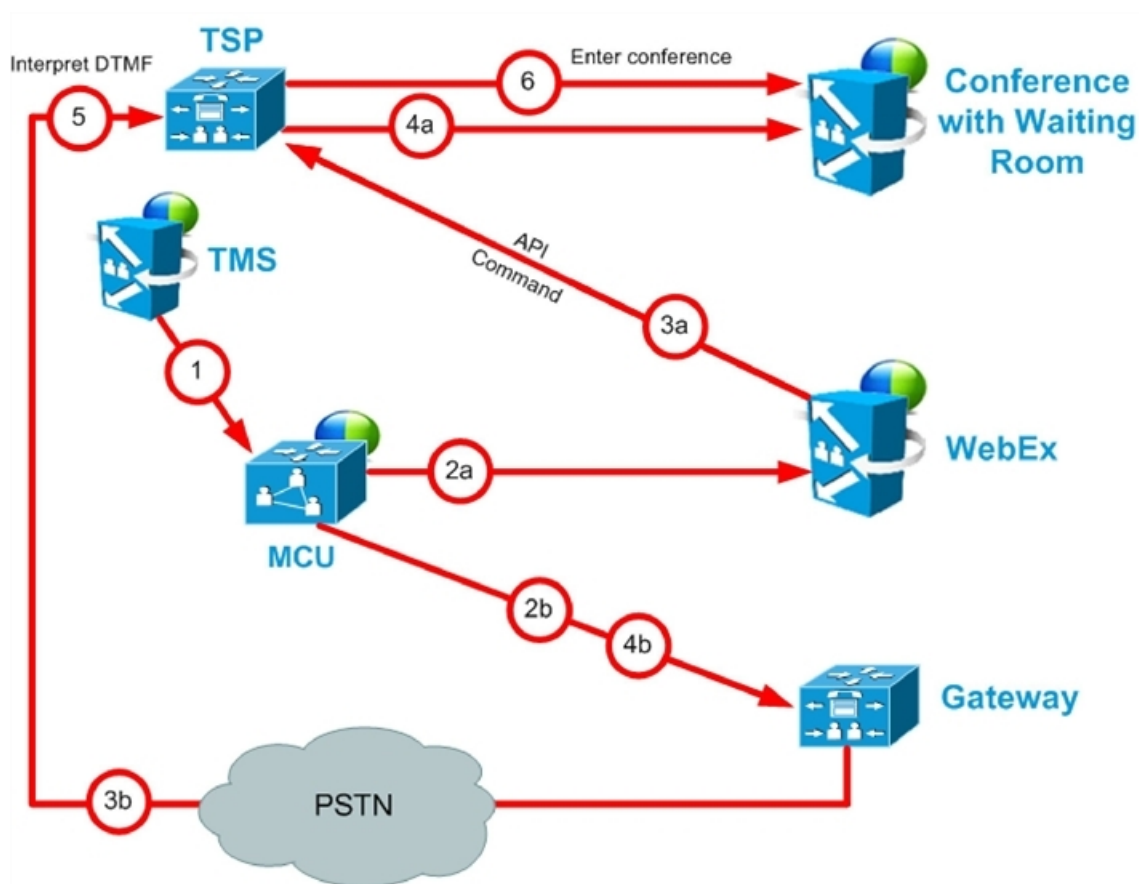 TSP
Interpret DTMF
5
6
Enter conference
4a
Conference
with Waiting
Room
TMS
API
Command
3a
1
2a
WebEx
MCU
2b
4b
Gateway
3b
PSTN